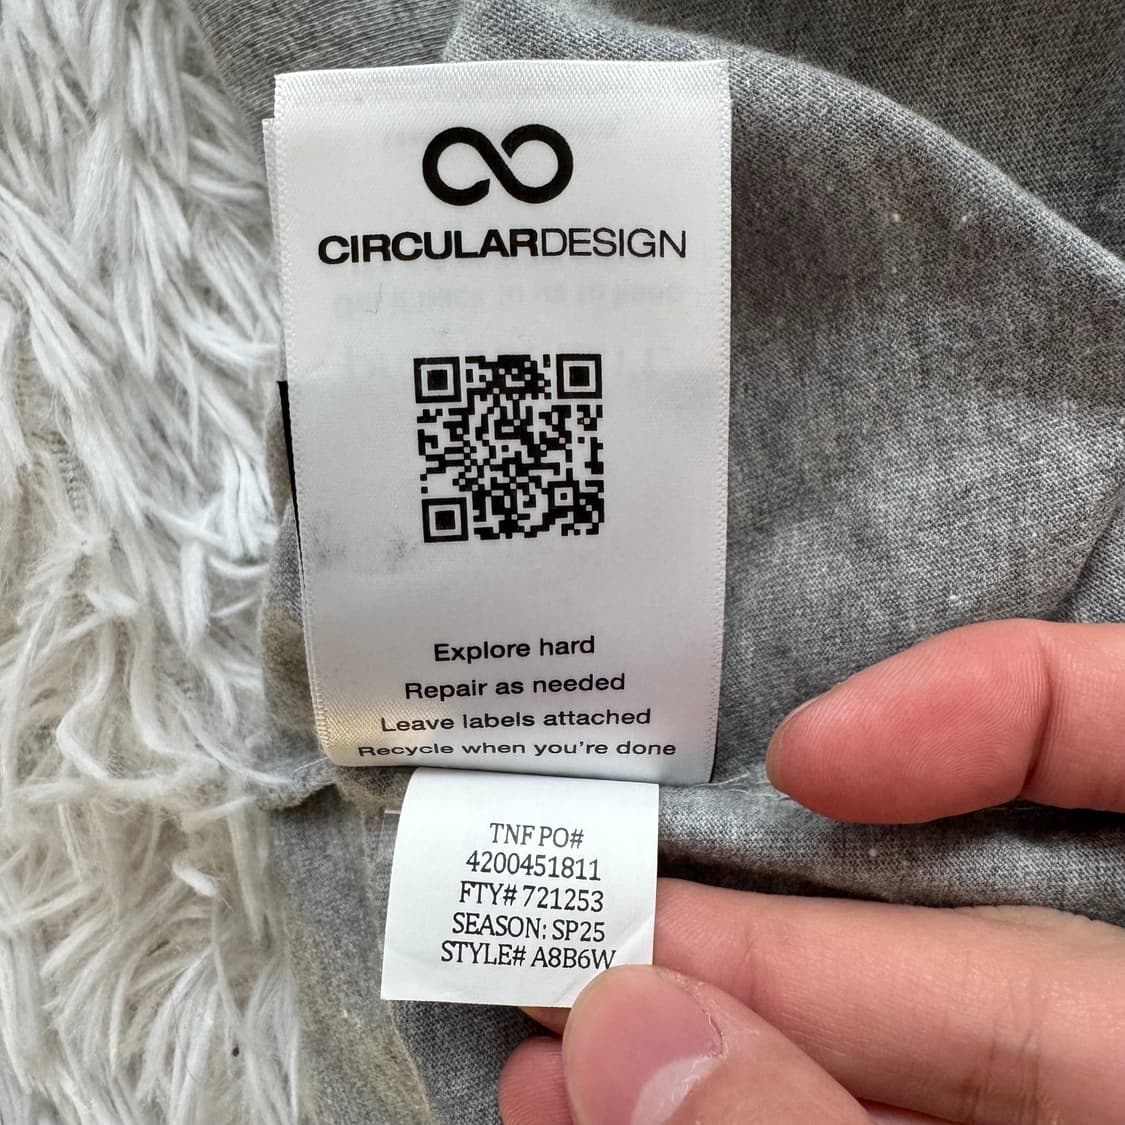 CIRCULARDESIGN
Explore hard
Repair as needed
Leave labels attached
Recycle when you're done
TNF PO#
4200451811
FTY# 721253
SEASON: SP25
STYLE# A8B6W